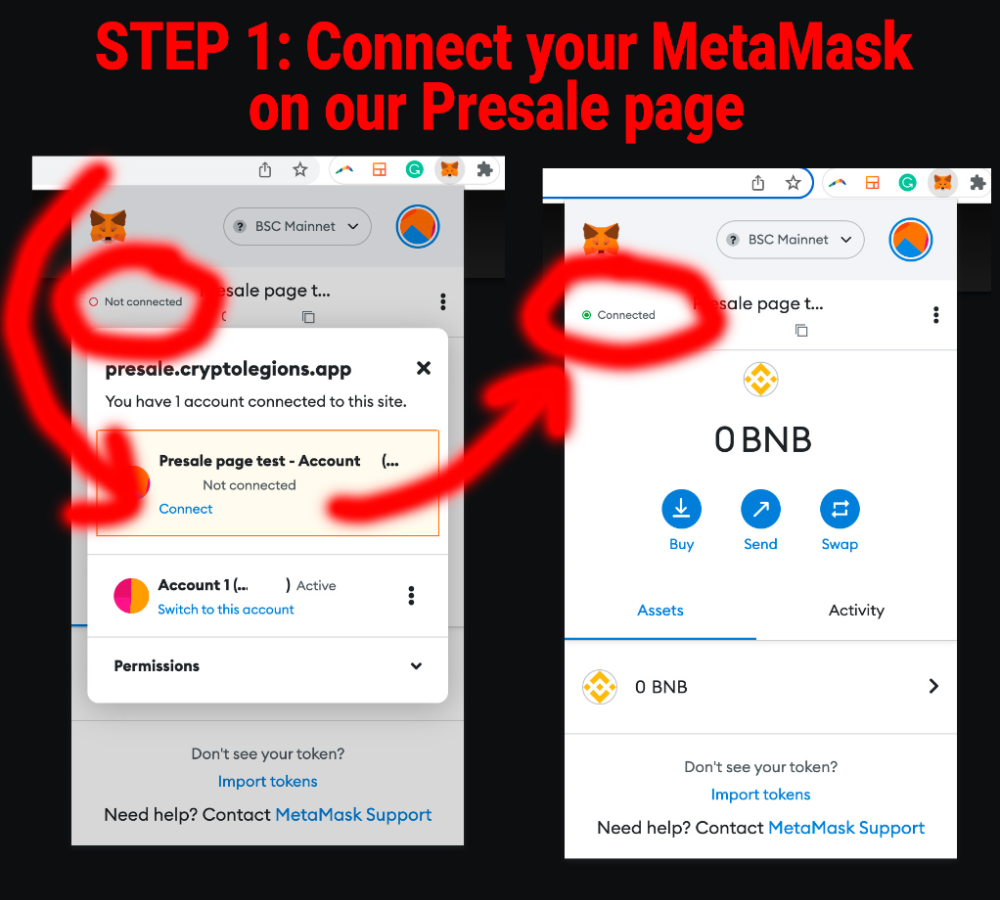 STEP 1: Connect your MetaMask
on our Presale page
BSC Mainnet
Not connected
esale page t...
presale.cryptolegions.app
You have 1 account connected to this site.
Presale page test - Account (...
Not connected
Connect
Account 1 (... ) Active
Switch to this account
Permissions
Don't see your token?
Import tokens
Need help? Contact MetaMask Support
BSC Mainnet
Connected
Presale page t...
0 BNB
Buy
Send
Swap
Assets
Activity
0 BNB
Don't see your token?
Import tokens
Need help? Contact MetaMask Support